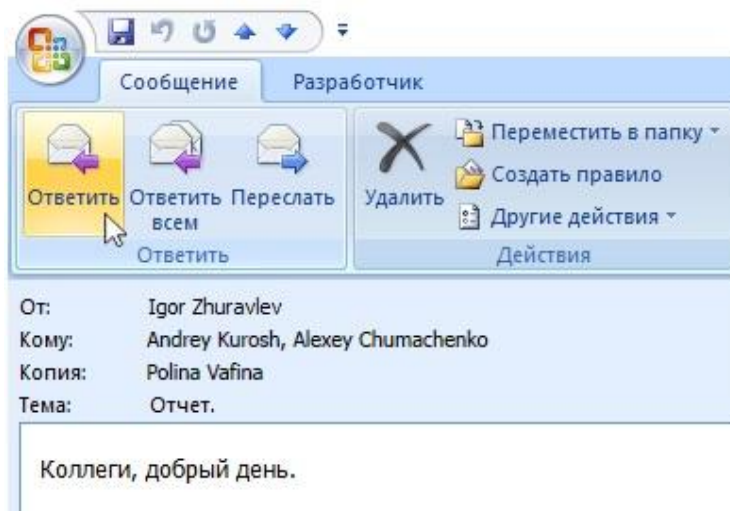 Сообщение Разработчик
Ответить Ответить всем Переслать
Удалить
Переместить в папку
Создать правило
Другие действия
Ответить Действия
От: Igor Zhuravlev
Кому: Andrey Kurosh, Alexey Chumachenko
Копия: Polina Vafina
Тема: Отчет.
Коллеги, добрый день.